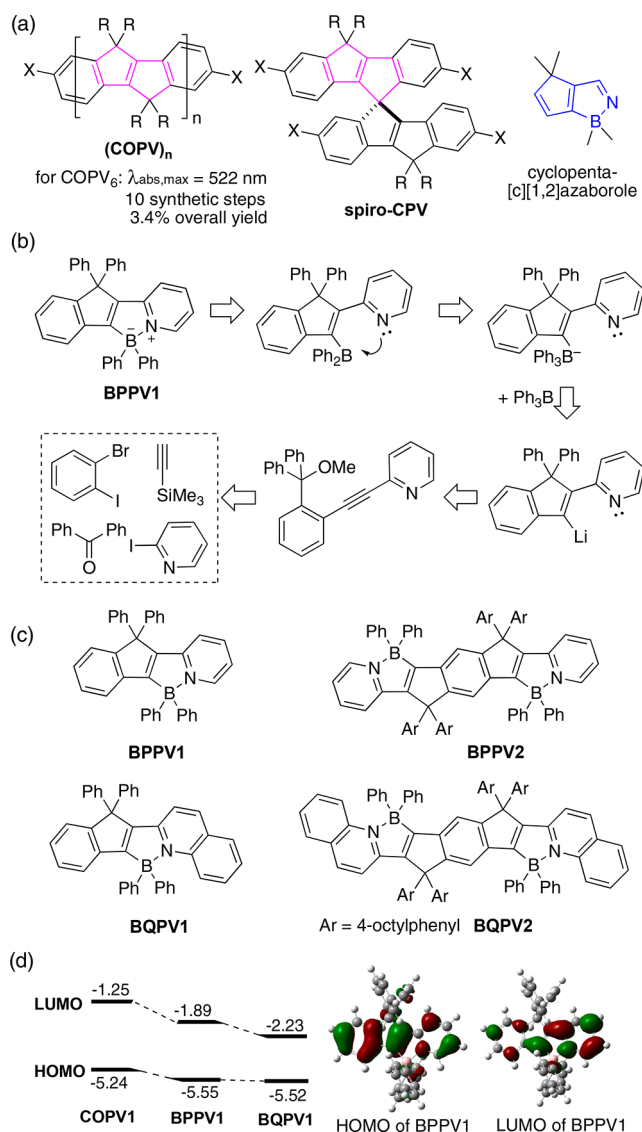 (a)
R R
R R
X
X
R R
R R
n
(COPV)n
for COPV6: λabs,max = 522 nm
10 synthetic steps
3.4% overall yield
R R
X
X
X
X
R R
spiro-CPV
N
B
cyclopenta-
[c][1,2]azaborole
(b)
Ph Ph
B N
− +
Ph Ph
BPPV1
Ph Ph
N
Ph2B
Ph Ph
N
Ph3B−
+ Ph3B
Br
I
SiMe3
Ph Ph
O
I
N
Ph
Ph OMe
N
Ph Ph
N
Li
(c)
Ph Ph
B N
Ph Ph
BPPV1
Ph Ph
B
N
Ar Ar
Ar Ar
B N
Ph Ph
BPPV2
Ph Ph
B N
Ph Ph
BQPV1
Ph Ph
B
N
Ar Ar
Ar Ar
B N
Ph Ph
Ar = 4-octylphenyl BQPV2
(d)
LUMO
-1.25
-1.89
-2.23
HOMO
-5.24
-5.55
-5.52
COPV1 BPPV1 BQPV1
HOMO of BPPV1
LUMO of BPPV1